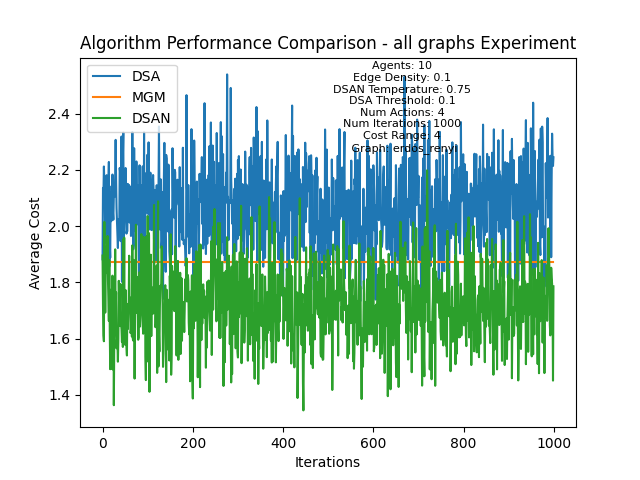 Algorithm Performance Comparison - all graphs Experiment
DSA
MGM
DSAN
Agents: 10
Edge Density: 0.1
DSAN Temperature: 0.75
DSA Threshold: 0.1
Num Actions: 4
Num Iterations: 1000
Cost Range: 4
Graph: erdos_renyi
Average Cost
2.4
2.2
2.0
1.8
1.6
1.4
0
200
400
600
800
1000
Iterations